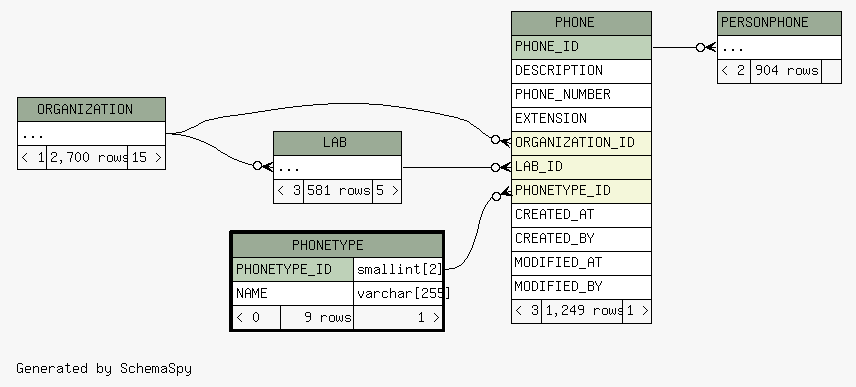 PHONE
PHONE_ID
DESCRIPTION
PHONE_NUMBER
EXTENSION
ORGANIZATION_ID
LAB_ID
PHONETYPE_ID
CREATED_AT
CREATED_BY
MODIFIED_AT
MODIFIED_BY
< 3 1,249 rows 1 >
PERSONPHONE
...
< 2 904 rows
ORGANIZATION
...
< 1 2,700 rows 15 >
LAB
...
< 3 581 rows 5 >
PHONETYPE
PHONETYPE_ID smallint[2]
NAME varchar[255]
< 0 9 rows 1 >
Generated by SchemaSpy